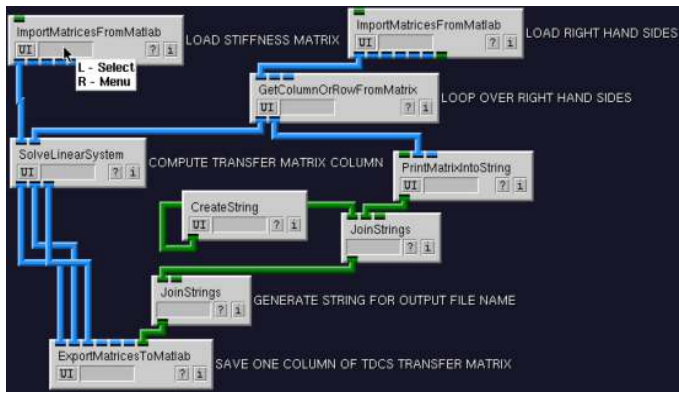 ImportMatricesFromMatlab
UI ? i
LOAD STIFFNESS MATRIX
L - Select
R - Menu
ImportMatricesFromMatlab
UI ? i
LOAD RIGHT HAND SIDES
GetColumnOrRowFromMatrix
UI ? i
LOOP OVER RIGHT HAND SIDES
SolveLinearSystem
UI ? i
COMPUTE TRANSFER MATRIX COLUMN
PrintMatrixIntoString
UI ? i
CreateString
UI ? i
JoinStrings
? i
JoinStrings
? i
GENERATE STRING FOR OUTPUT FILE NAME
ExportMatricesToMatlab
UI ? i
SAVE ONE COLUMN OF TDCS TRANSFER MATRIX